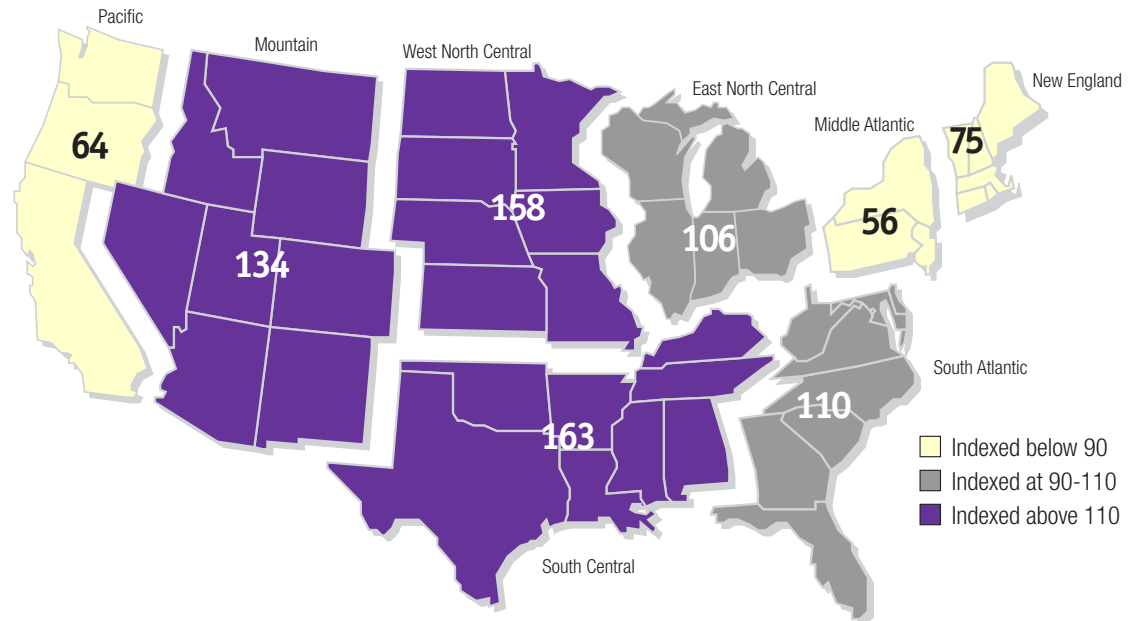 Pacific
Mountain
West North Central
East North Central
New England
Middle Atlantic
64
75
158
56
106
134
110
163
South Atlantic
Indexed below 90
Indexed at 90-110
Indexed above 110
South Central